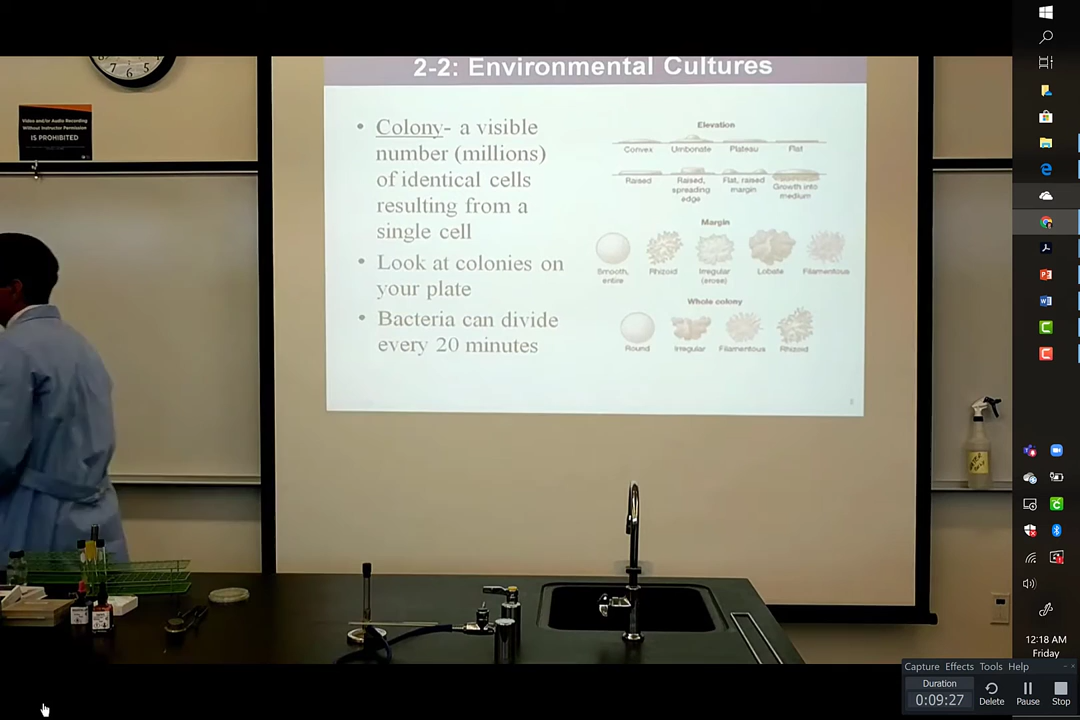 7 6 5
Video and/or Audio Recording
Without Instructor Permission
IS PROHIBITED
2-2: Environmental Cultures
• Colony- a visible
number (millions)
of identical cells
resulting from a
single cell
• Look at colonies on
your plate
• Bacteria can divide
every 20 minutes
Elevation
Convex Umbonate Plateau Flat
Raised Raised, spreading edge Flat, raised margin Growth into medium
Margin
Smooth, entire Rhizoid Irregular (erose) Lobate Filamentous
Whole colony
Round Irregular Filamentous Rhizoid
12:18 AM
Friday
Capture Effects Tools Help
Duration
0:09:27
Delete Pause Stop